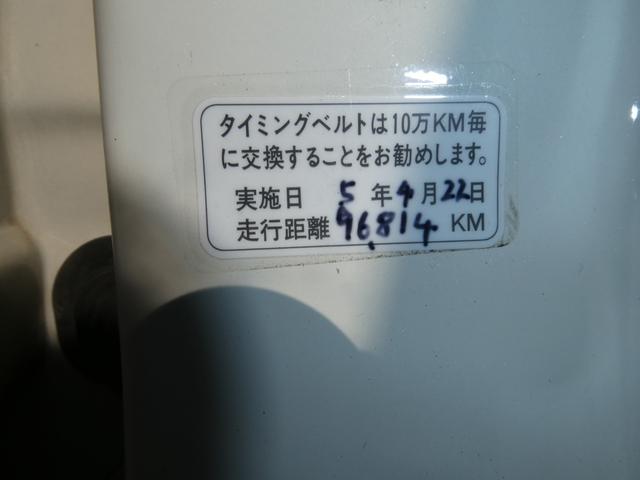 タイミングベルトは10万KM毎
に交換することをお勧めします。
実施日 5年4月22日
走行距離 96,814 KM